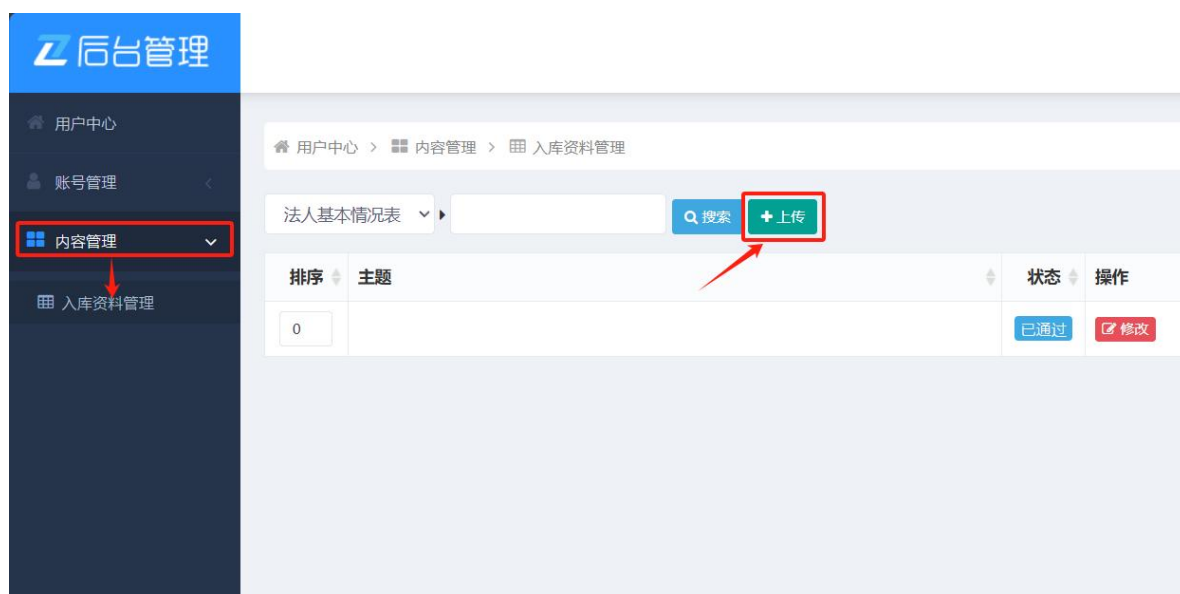 后台管理
用户中心
账号管理
内容管理
入库资料管理
用户中心 > 内容管理 > 入库资料管理
法人基本情况表 搜索 上传
排序 主题 状态 操作
0 已通过 修改